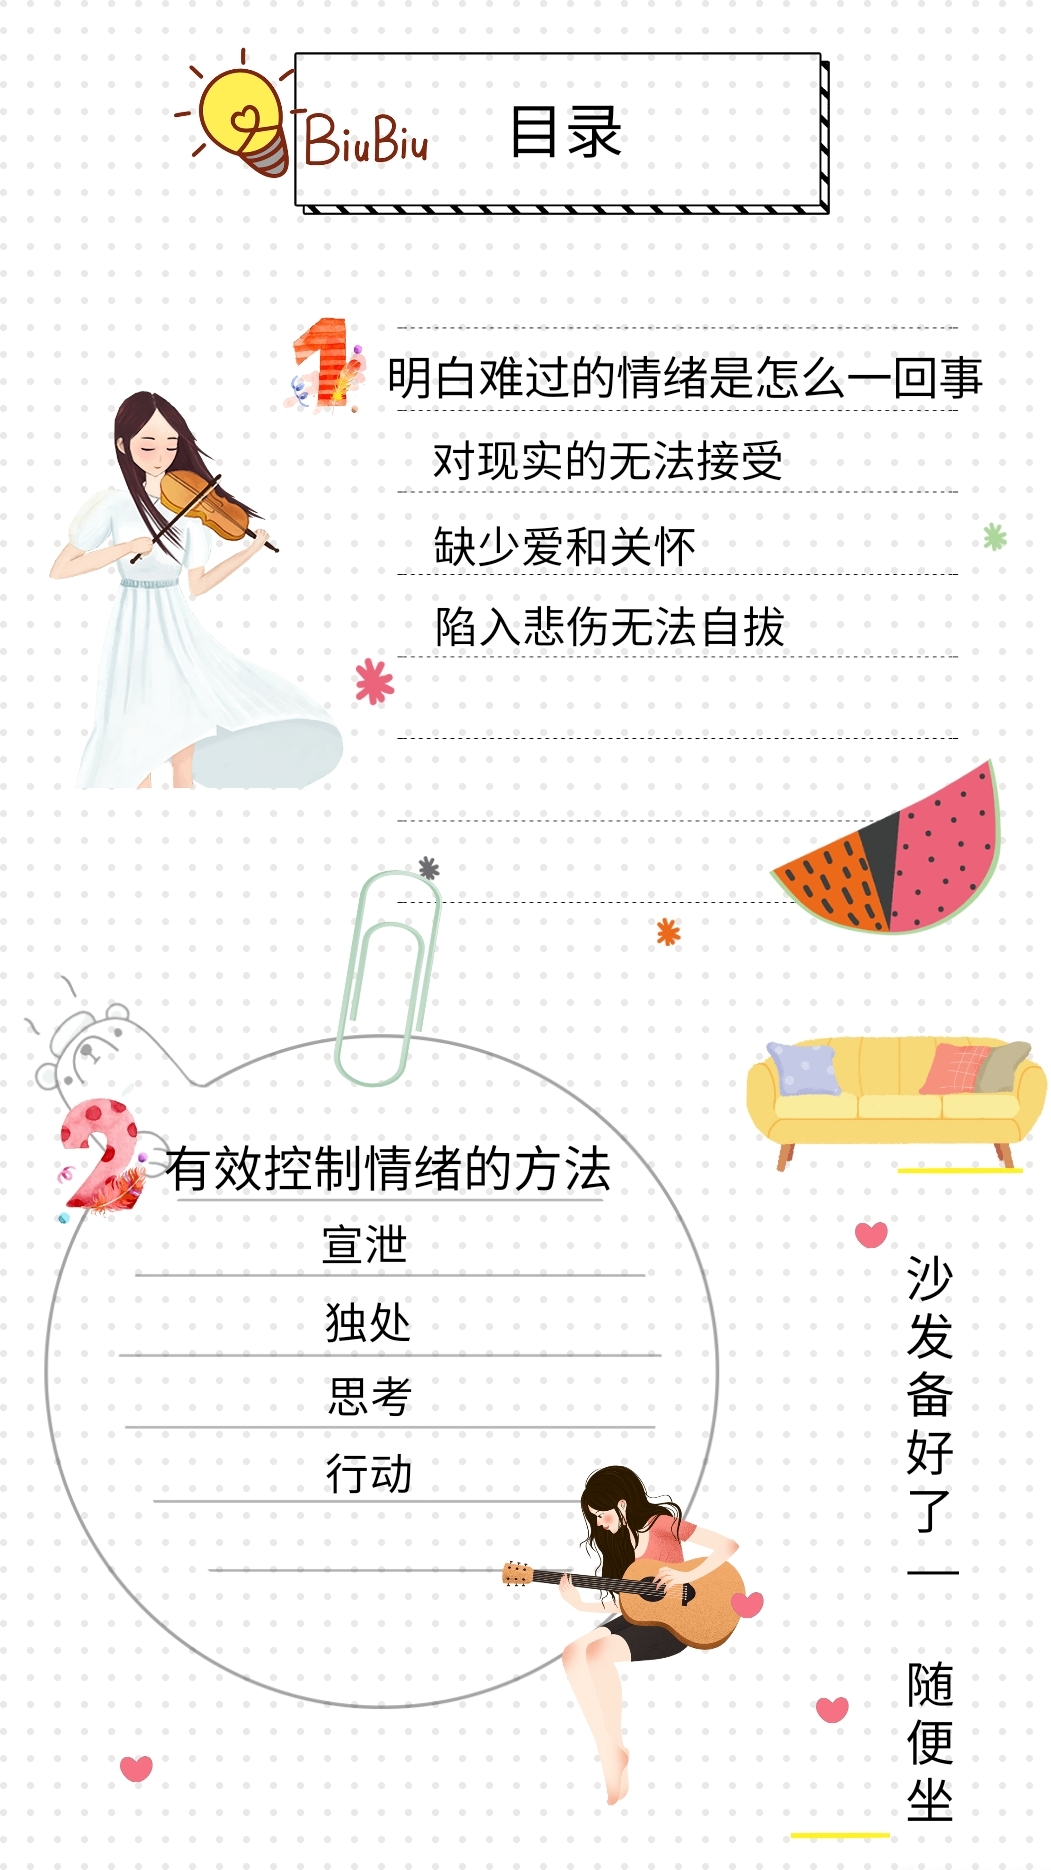 BiuBiu
目录
1
明白难过的情绪是怎么一回事
对现实的无法接受
缺少爱和关怀
陷入悲伤无法自拔
2
有效控制情绪的方法
宣泄
独处
思考
行动
沙发备好了—
随便坐